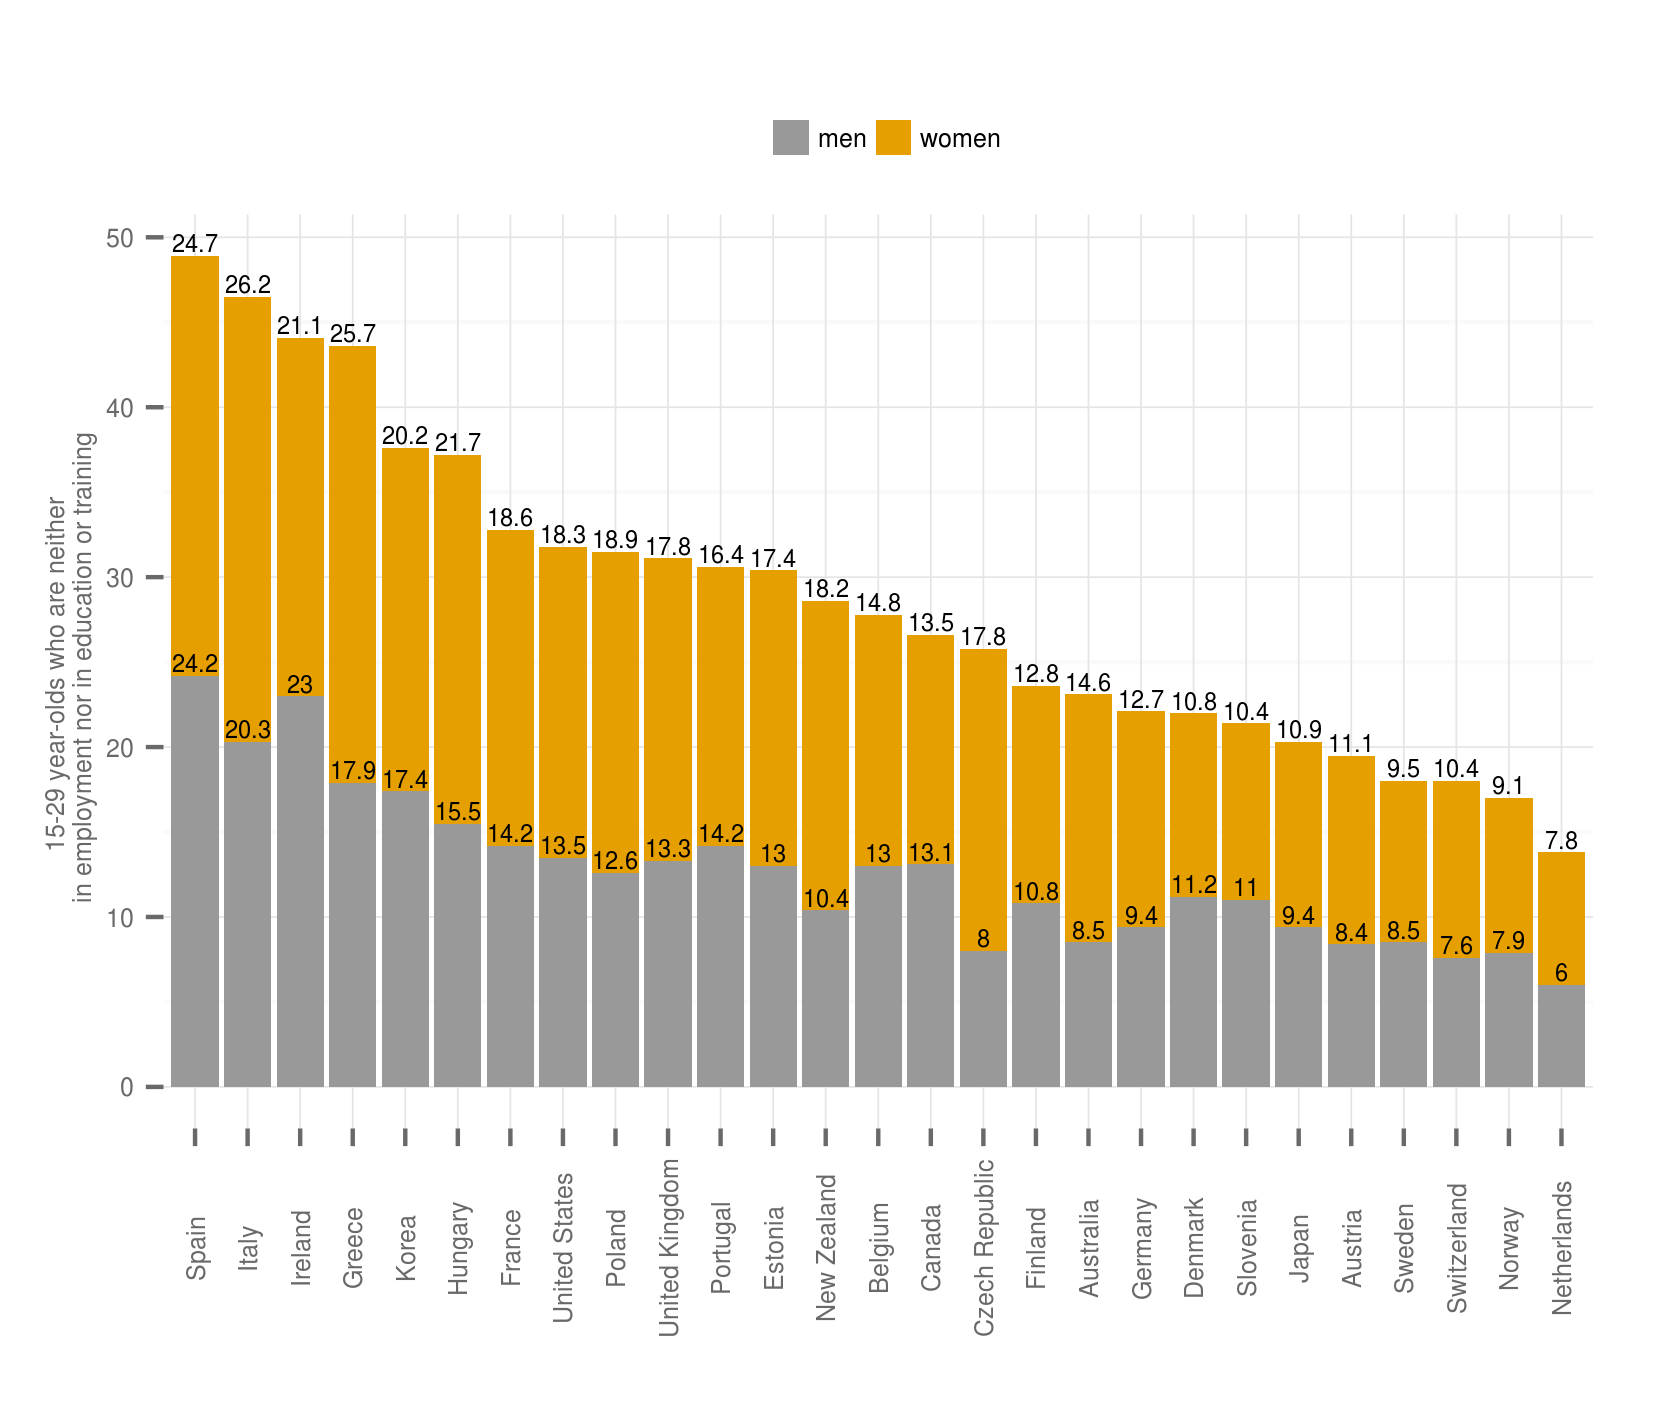 men women
50
40
30
20
10
0
15-29 year-olds who are neither
in employment nor in education or training
24.7
26.2
21.1
25.7
20.2
21.7
18.6
18.3
18.9
17.8
16.4
17.4
18.2
14.8
13.5
17.8
12.8
14.6
12.7
10.8
10.4
10.9
11.1
9.5
10.4
9.1
7.8
24.2
20.3
23
17.9
17.4
15.5
14.2
13.5
12.6
13.3
14.2
13
10.4
13
13.1
8
10.8
8.5
9.4
11.2
11
9.4
8.4
8.5
7.6
7.9
6
Spain
Italy
Ireland
Greece
Korea
Hungary
France
United States
Poland
United Kingdom
Portugal
Estonia
New Zealand
Belgium
Canada
Czech Republic
Finland
Australia
Germany
Denmark
Slovenia
Japan
Austria
Sweden
Switzerland
Norway
Netherlands